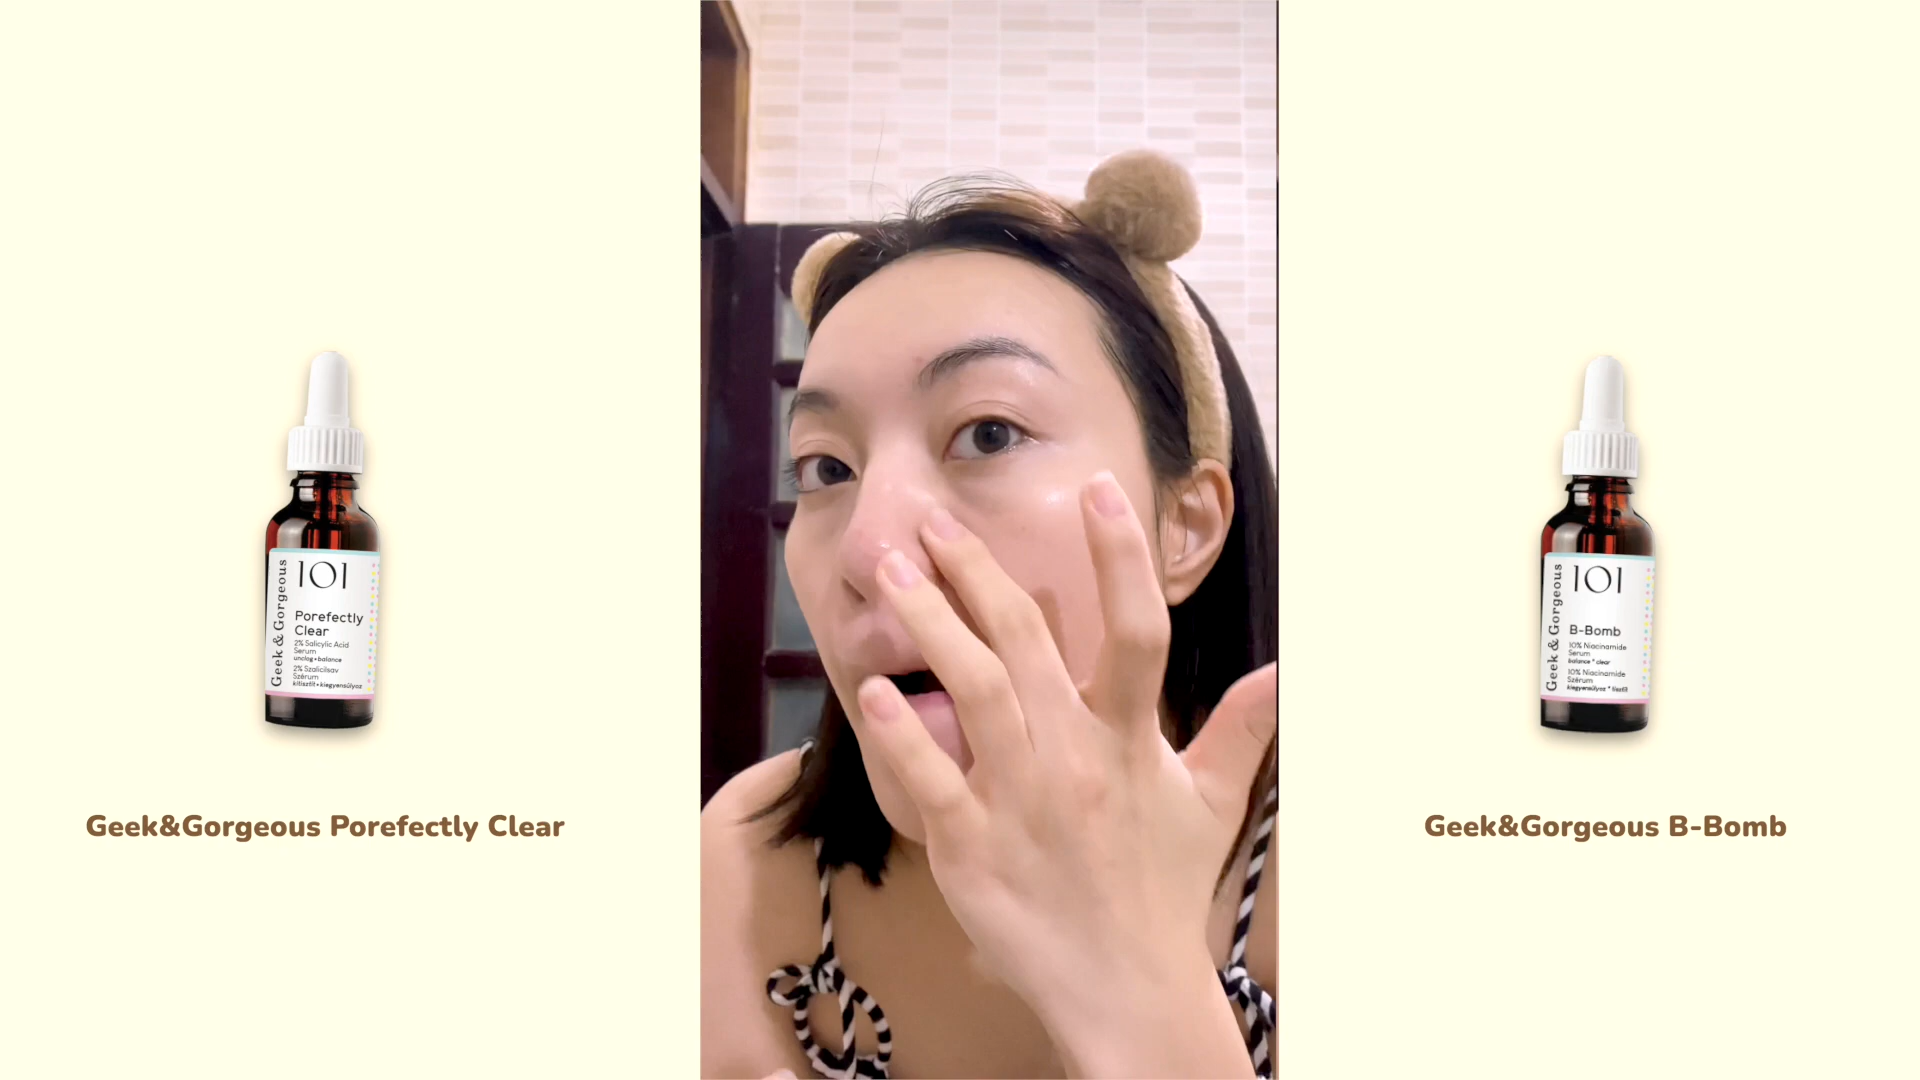 Geek & Gorgeous
101
Porefectly
Clear
2% Salicylic Acid
Serum
unclog+balance
2% Szalicilsav
Szérum
kitisztít+kiegyensúlyoz
Geek&Gorgeous Porefectly Clear
Geek & Gorgeous
101
B-Bomb
10% Niacinamide
Serum
balance * clear
10% Niacinamide
Szérum
kiegyensúlyoz * tisztít
Geek&Gorgeous B-Bomb